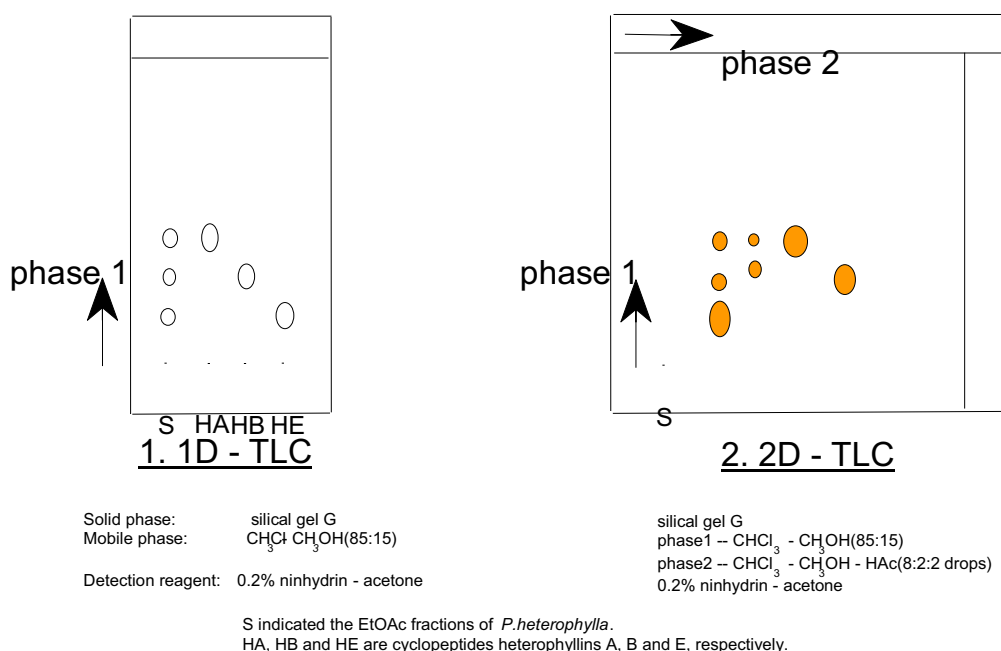 phase 1
S HA HB HE
1. 1D - TLC
phase 2
phase 1
S
2. 2D - TLC
Solid phase: silical gel G
Mobile phase: CH3Cl- CH3OH(85:15)
Detection reagent: 0.2% ninhydrin - acetone
silical gel G
phase1 -- CHCl3 - CH3OH(85:15)
phase2 -- CHCl3 - CH3OH - HAc(8:2:2 drops)
0.2% ninhydrin - acetone
S indicated the EtOAc fractions of P.heterophylla.
HA, HB and HE are cyclopeptides heterophyllins A, B and E, respectively.